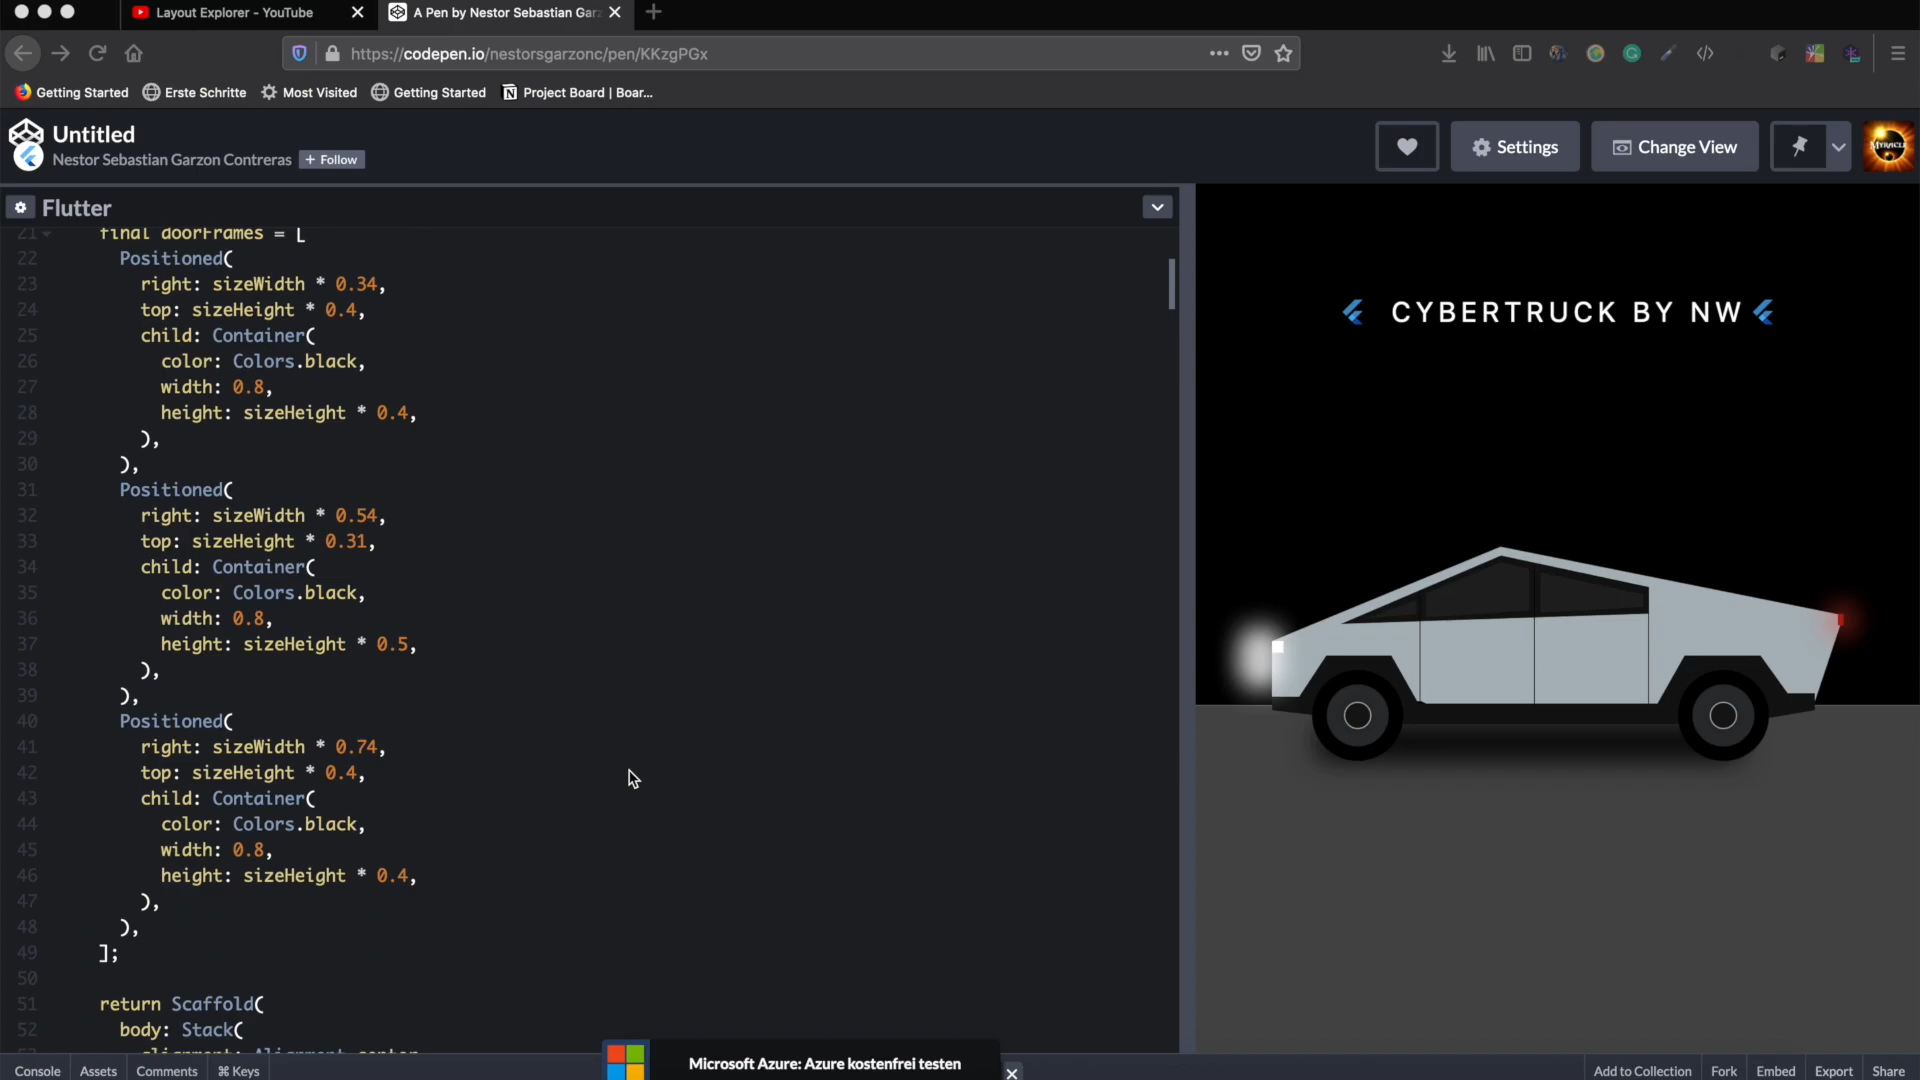 Layout Explorer - YouTube
A Pen by Nestor Sebastian Gar
https://codepen.io/nestorsgarzonc/pen/KKzgPGx
Getting Started
Erste Schritte
Most Visited
Getting Started
Project Board | Boar...
Untitled
Nestor Sebastian Garzon Contreras
+ Follow
Settings
Change View
MYRACLE
Flutter
21 final doorFrames = [
22 Positioned(
23 right: sizeWidth * 0.34,
24 top: sizeHeight * 0.4,
25 child: Container(
26 color: Colors.black,
27 width: 0.8,
28 height: sizeHeight * 0.4,
29 ),
30 ),
31 Positioned(
32 right: sizeWidth * 0.54,
33 top: sizeHeight * 0.31,
34 child: Container(
35 color: Colors.black,
36 width: 0.8,
37 height: sizeHeight * 0.5,
38 ),
39 ),
40 Positioned(
41 right: sizeWidth * 0.74,
42 top: sizeHeight * 0.4,
43 child: Container(
44 color: Colors.black,
45 width: 0.8,
46 height: sizeHeight * 0.4,
47 ),
48 ),
49 ];
50
51 return Scaffold(
52 body: Stack(
alignment: Alignment.center
CYBERTRUCK BY NW
Microsoft Azure: Azure kostenfrei testen
Console
Assets
Comments
⌘ Keys
Add to Collection
Fork
Embed
Export
Share